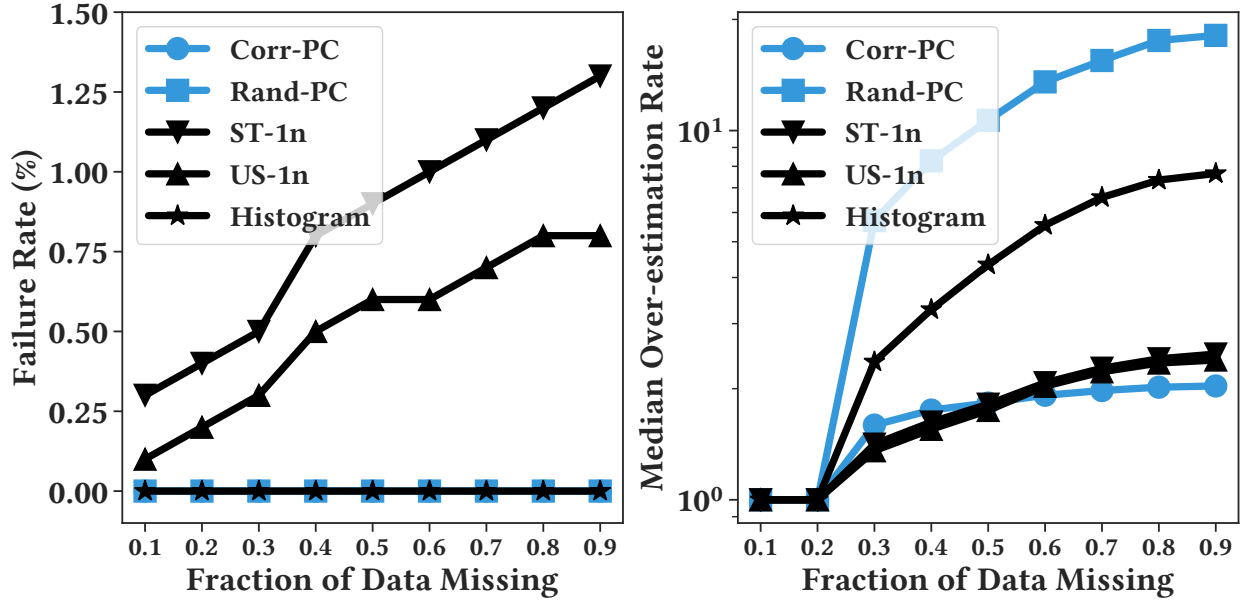 Failure Rate (%)
1.50
1.25
1.00
0.75
0.50
0.25
0.00
Corr-PC
Rand-PC
ST-1n
US-1n
Histogram
0.1 0.2 0.3 0.4 0.5 0.6 0.7 0.8 0.9
Fraction of Data Missing
Median Over-estimation Rate
10¹
10⁰
Corr-PC
Rand-PC
ST-1n
US-1n
Histogram
0.1 0.2 0.3 0.4 0.5 0.6 0.7 0.8 0.9
Fraction of Data Missing